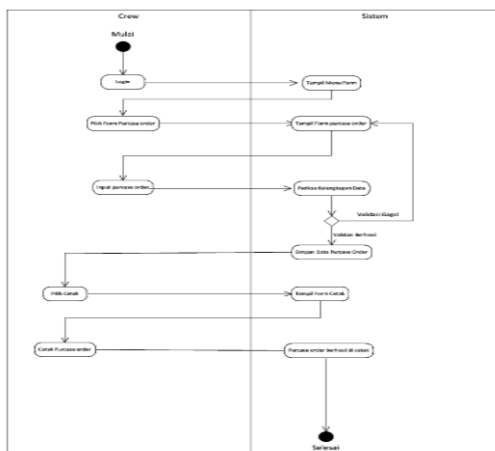 Crew
Sistem
Mulai
Login
Tampil Menu Form
Pilih Form Purcase order
Tampil Form purcase order
Input purcase order
Periksa Kelengkapan Data
Validasi Gagal
Validasi Berhasil
Simpan Data Purcase Order
Pilih Cetak
Tampil Form Cetak
Cetak Purcase order
Purcase order berhasil di cetak
Selesai